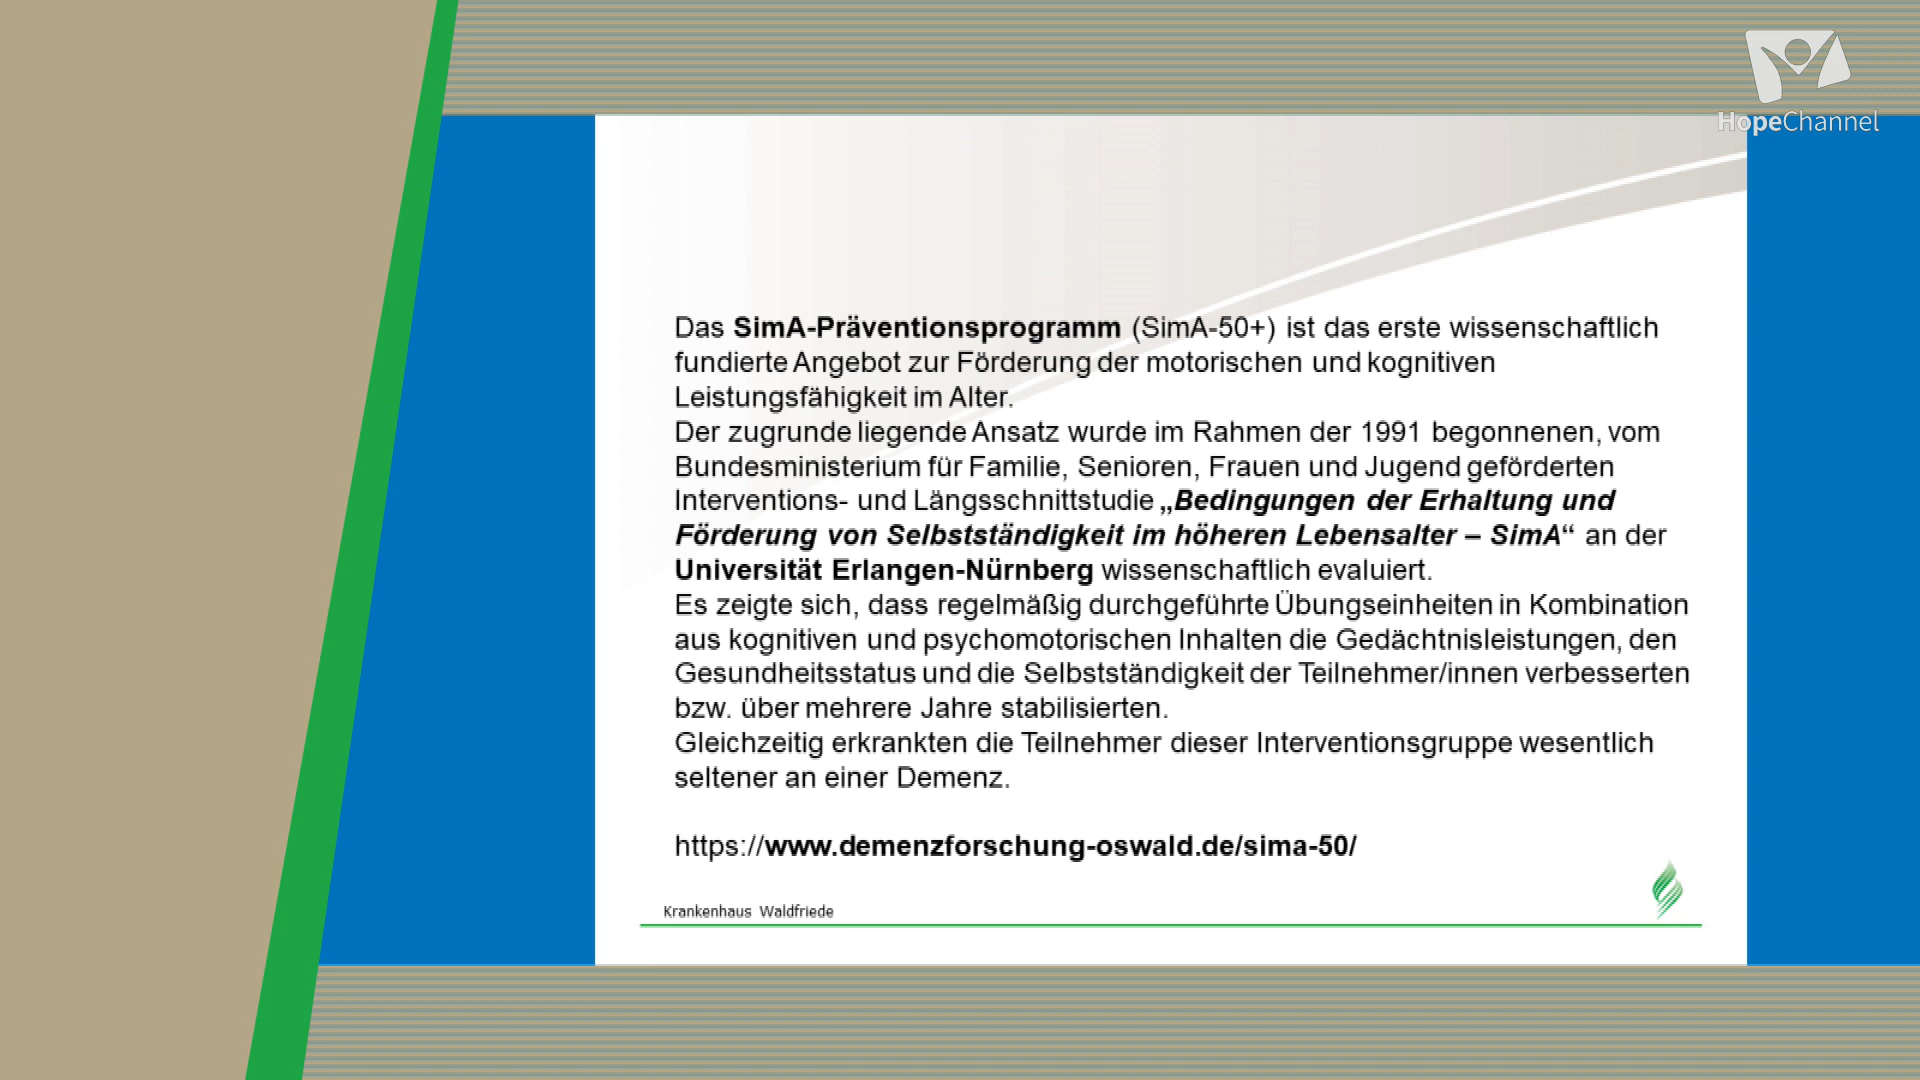 HopeChannel
Das SimA-Präventionsprogramm (SimA-50+) ist das erste wissenschaftlich
fundierte Angebot zur Förderung der motorischen und kognitiven
Leistungsfähigkeit im Alter.
Der zugrunde liegende Ansatz wurde im Rahmen der 1991 begonnenen, vom
Bundesministerium für Familie, Senioren, Frauen und Jugend geförderten
Interventions- und Längsschnittstudie „Bedingungen der Erhaltung und
Förderung von Selbstständigkeit im höheren Lebensalter – SimA“ an der
Universität Erlangen-Nürnberg wissenschaftlich evaluiert.
Es zeigte sich, dass regelmäßig durchgeführte Übungseinheiten in Kombination
aus kognitiven und psychomotorischen Inhalten die Gedächtnisleistungen, den
Gesundheitsstatus und die Selbstständigkeit der Teilnehmer/innen verbesserten
bzw. über mehrere Jahre stabilisierten.
Gleichzeitig erkrankten die Teilnehmer dieser Interventionsgruppe wesentlich
seltener an einer Demenz.
https://www.demenzforschung-oswald.de/sima-50/
Krankenhaus Waldfriede